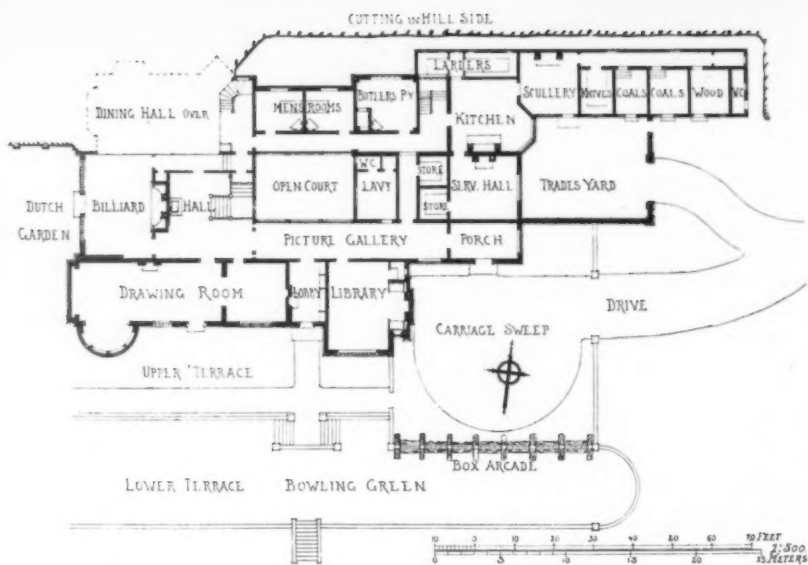 CUTTING IN HILL SIDE
LARDERS
DINING HALL OVER
MENS ROOMS
BUTLERS PY
KITCHEN
SCULLERY
KNIVES
COALS
COALS
WOOD
WC
DUTCH
GARDEN
BILLIARD
HALL
OPEN COURT
W.C.
LAVY
STORE
STORE
SERV. HALL
TRADES YARD
PICTURE GALLERY
PORCH
DRAWING ROOM
LOBBY
LIBRARY
DRIVE
CARRIAGE SWEEP
UPPER TERRACE
BOX ARCADE
LOWER TERRACE
BOWLING GREEN
10 0 10 20 30 40 50 60 70 FEET
1:500
0 5 10 15 20 25 METERS